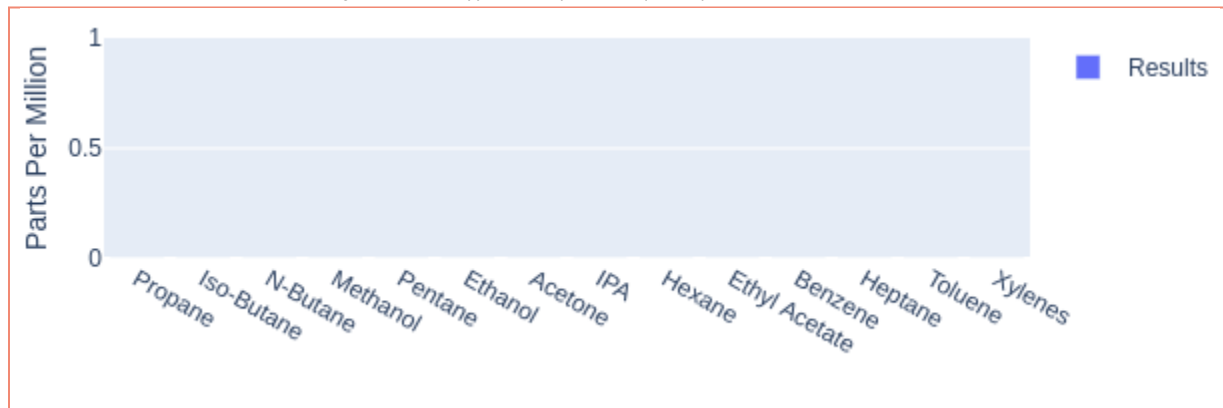 1
Results
Parts Per Million
0.5
0
Propane
Iso-Butane
N-Butane
Methanol
Pentane
Ethanol
Acetone
IPA
Hexane
Ethyl Acetate
Benzene
Heptane
Toluene
Xylenes